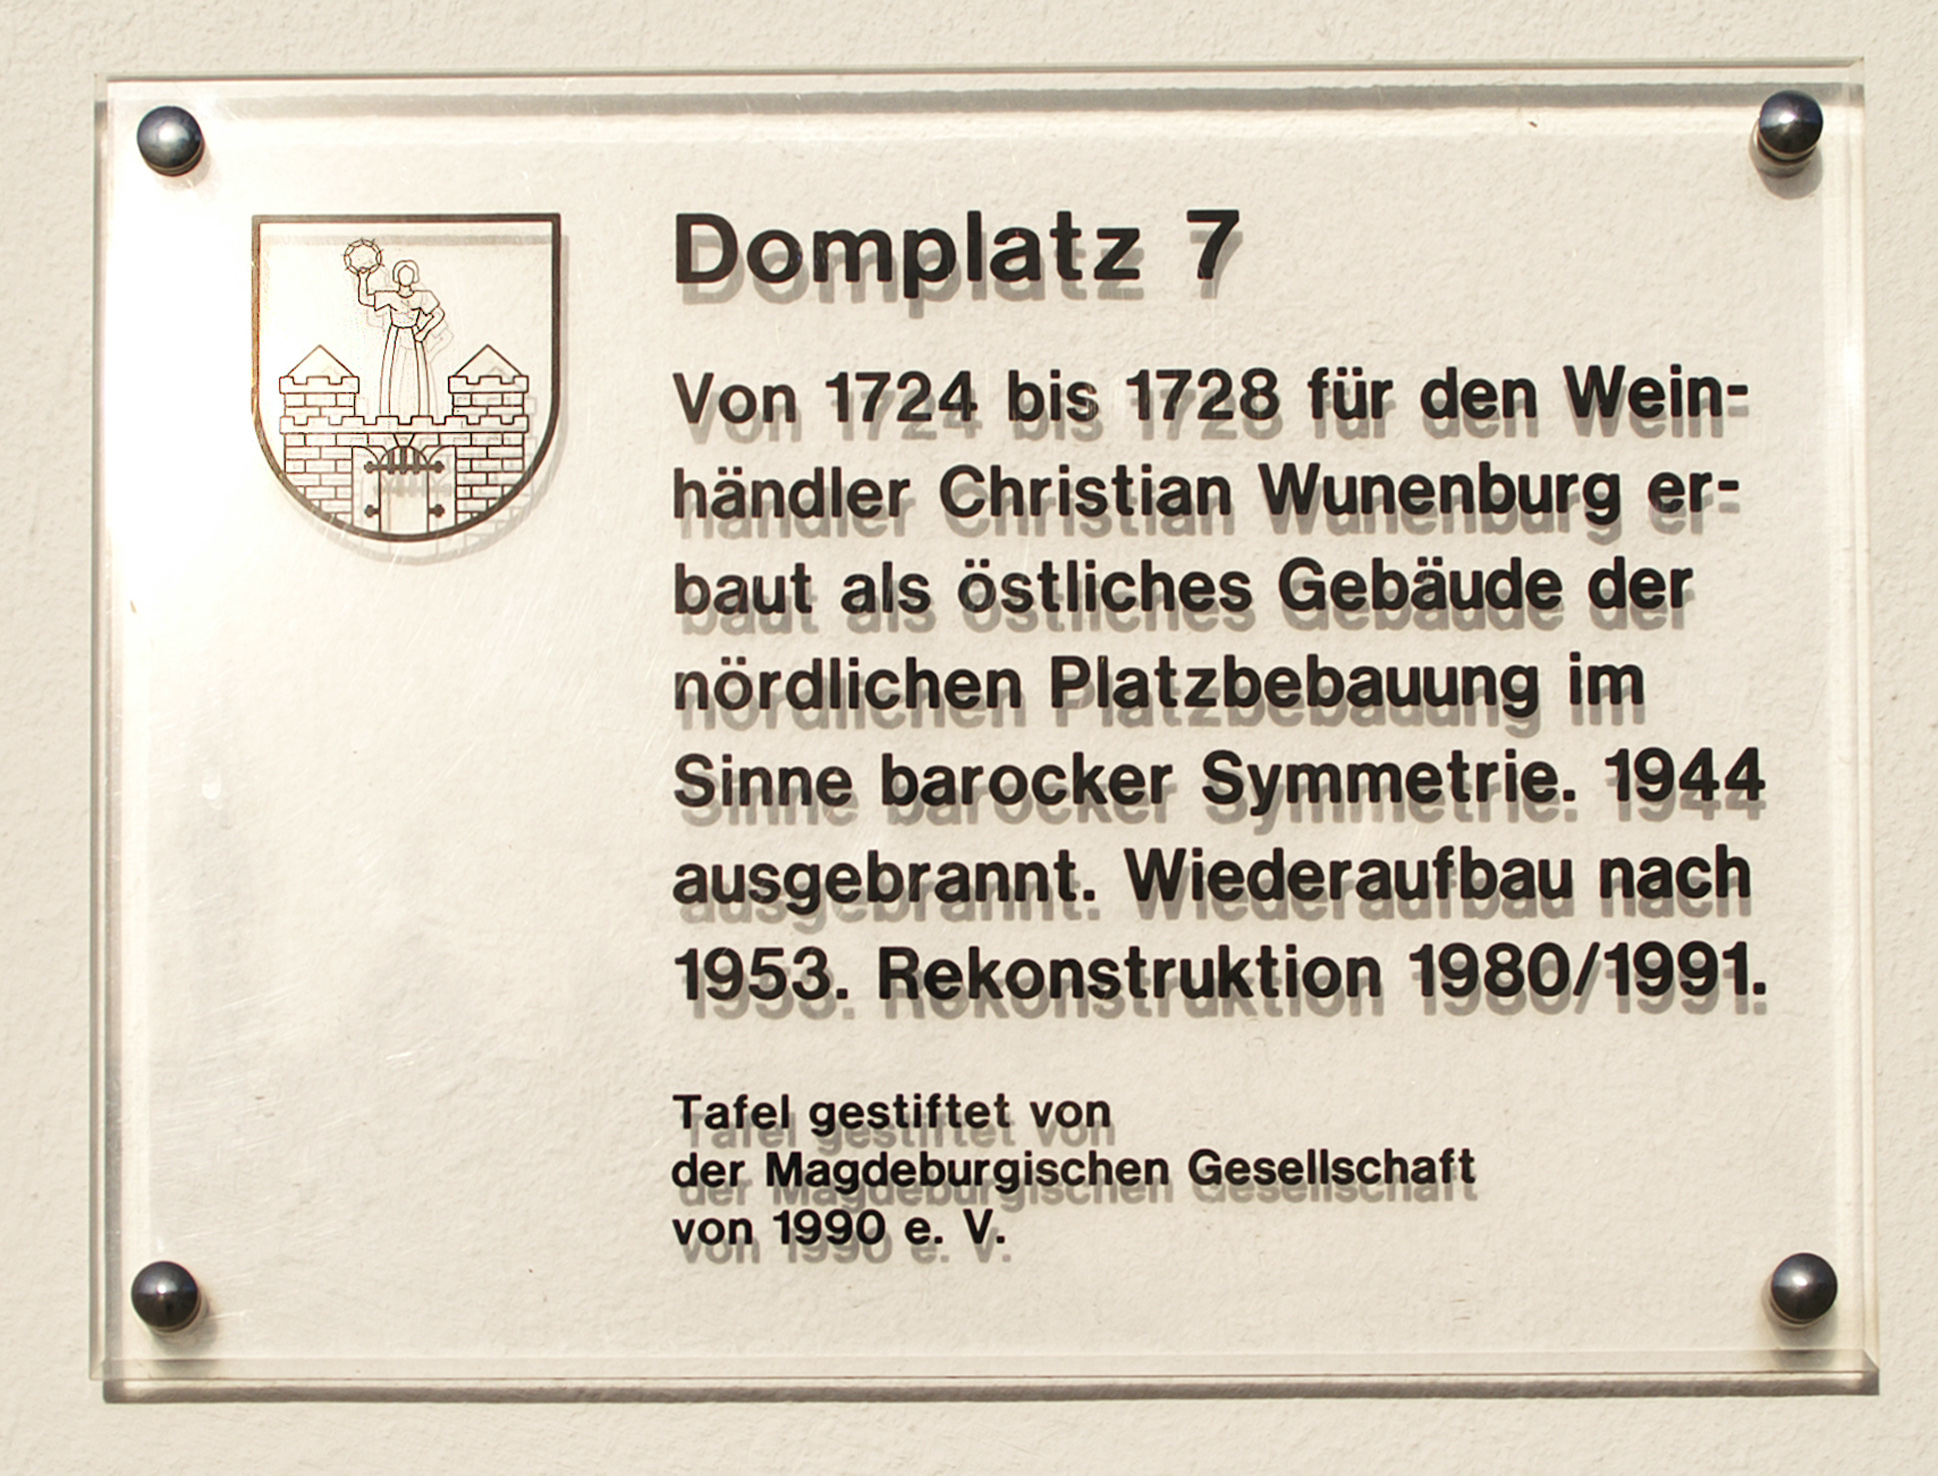 Domplatz 7
Von 1724 bis 1728 für den Wein-
händler Christian Wunenburg er-
baut als östliches Gebäude der
nördlichen Platzbebauung im
Sinne barocker Symmetrie. 1944
ausgebrannt. Wiederaufbau nach
1953. Rekonstruktion 1980/1991.
Tafel gestiftet von
der Magdeburgischen Gesellschaft
von 1990 e. V.